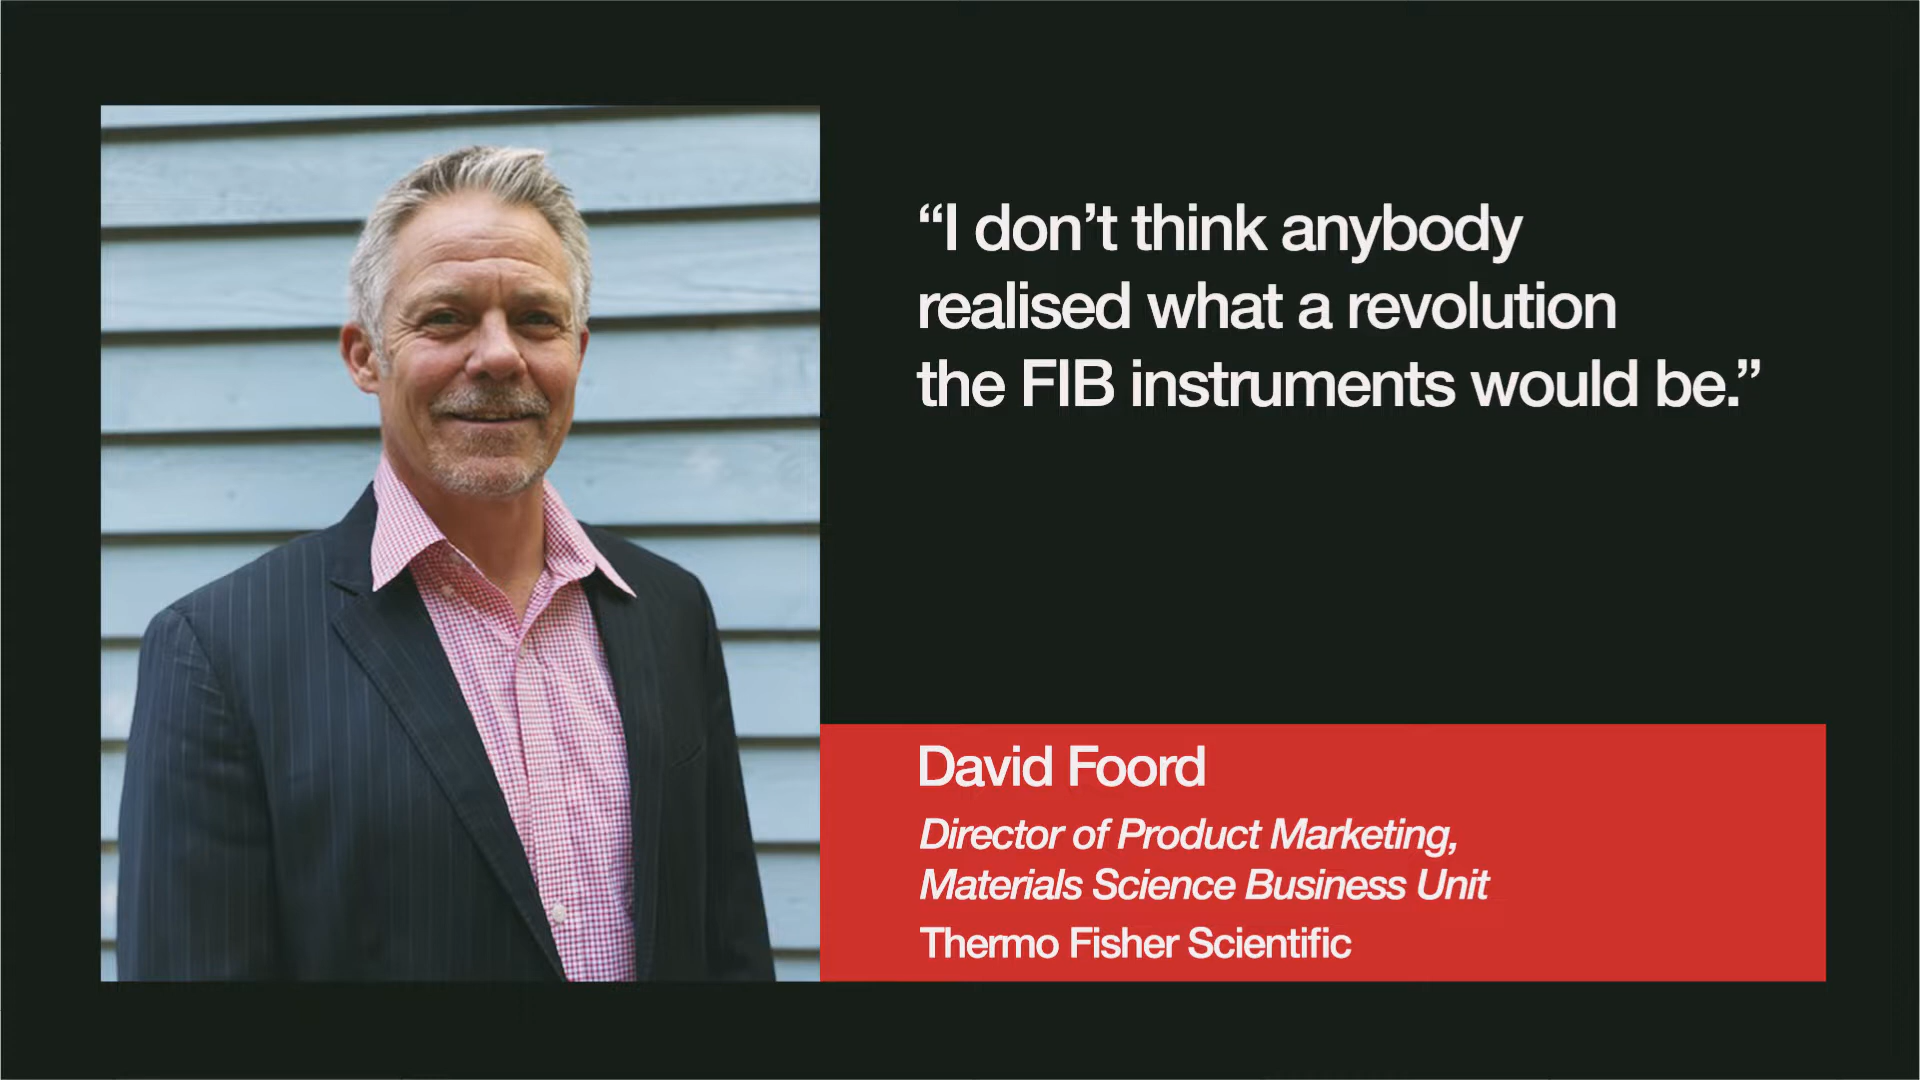 “I don’t think anybody
realised what a revolution
the FIB instruments would be.”
David Foord
Director of Product Marketing,
Materials Science Business Unit
Thermo Fisher Scientific